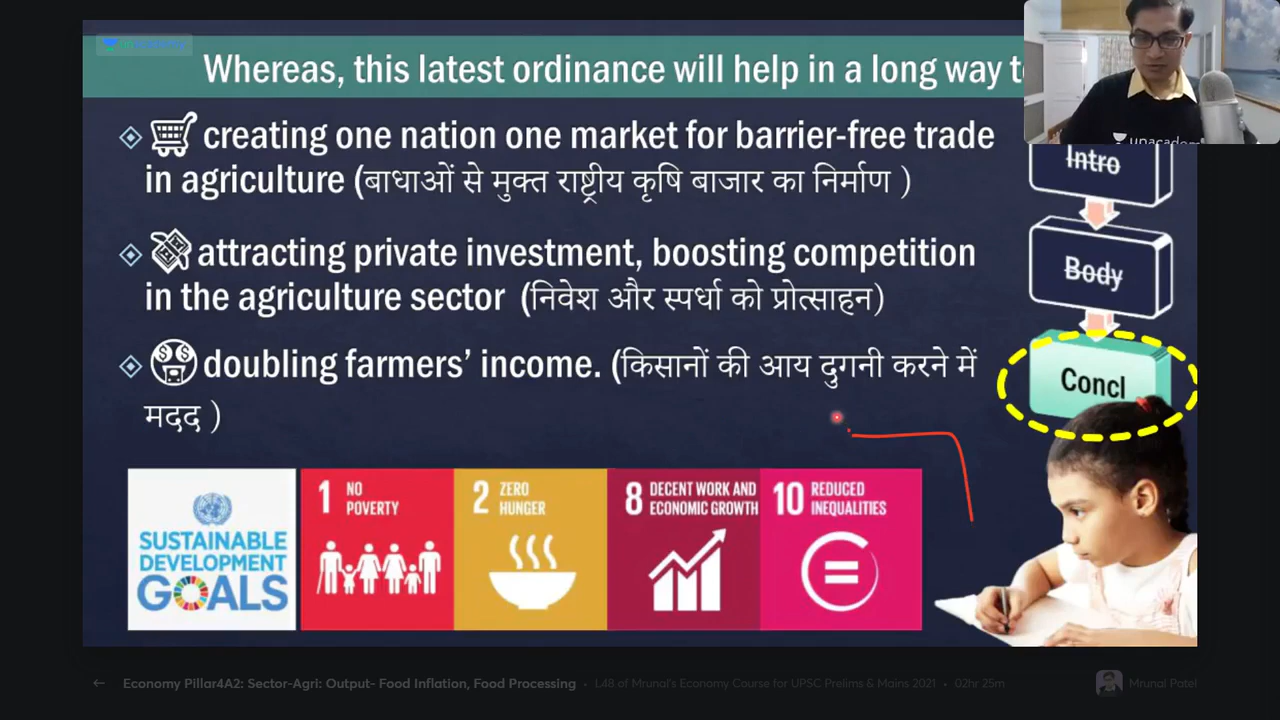 Whereas, this latest ordinance will help in a long way
creating one nation one market for barrier-free trade
in agriculture (बाधाओं से मुक्त राष्ट्रीय कृषि बाजार का निर्माण )
attracting private investment, boosting competition
in the agriculture sector (निवेश और स्पर्धा को प्रोत्साहन)
doubling farmers’ income. (किसानों की आय दुगनी करने में
मदद )
Intro
Body
Concl
SUSTAINABLE
DEVELOPMENT
GOALS
1 NO
POVERTY
2 ZERO
HUNGER
8 DECENT WORK AND
ECONOMIC GROWTH
10 REDUCED
INEQUALITIES
Economy Pillar4A2: Sector-Agri: Output- Food Inflation, Food Processing • L48 of Mrunal's Economy Course for UPSC Prelims & Mains 2021 • 02hr 25m
Mrunal Patel